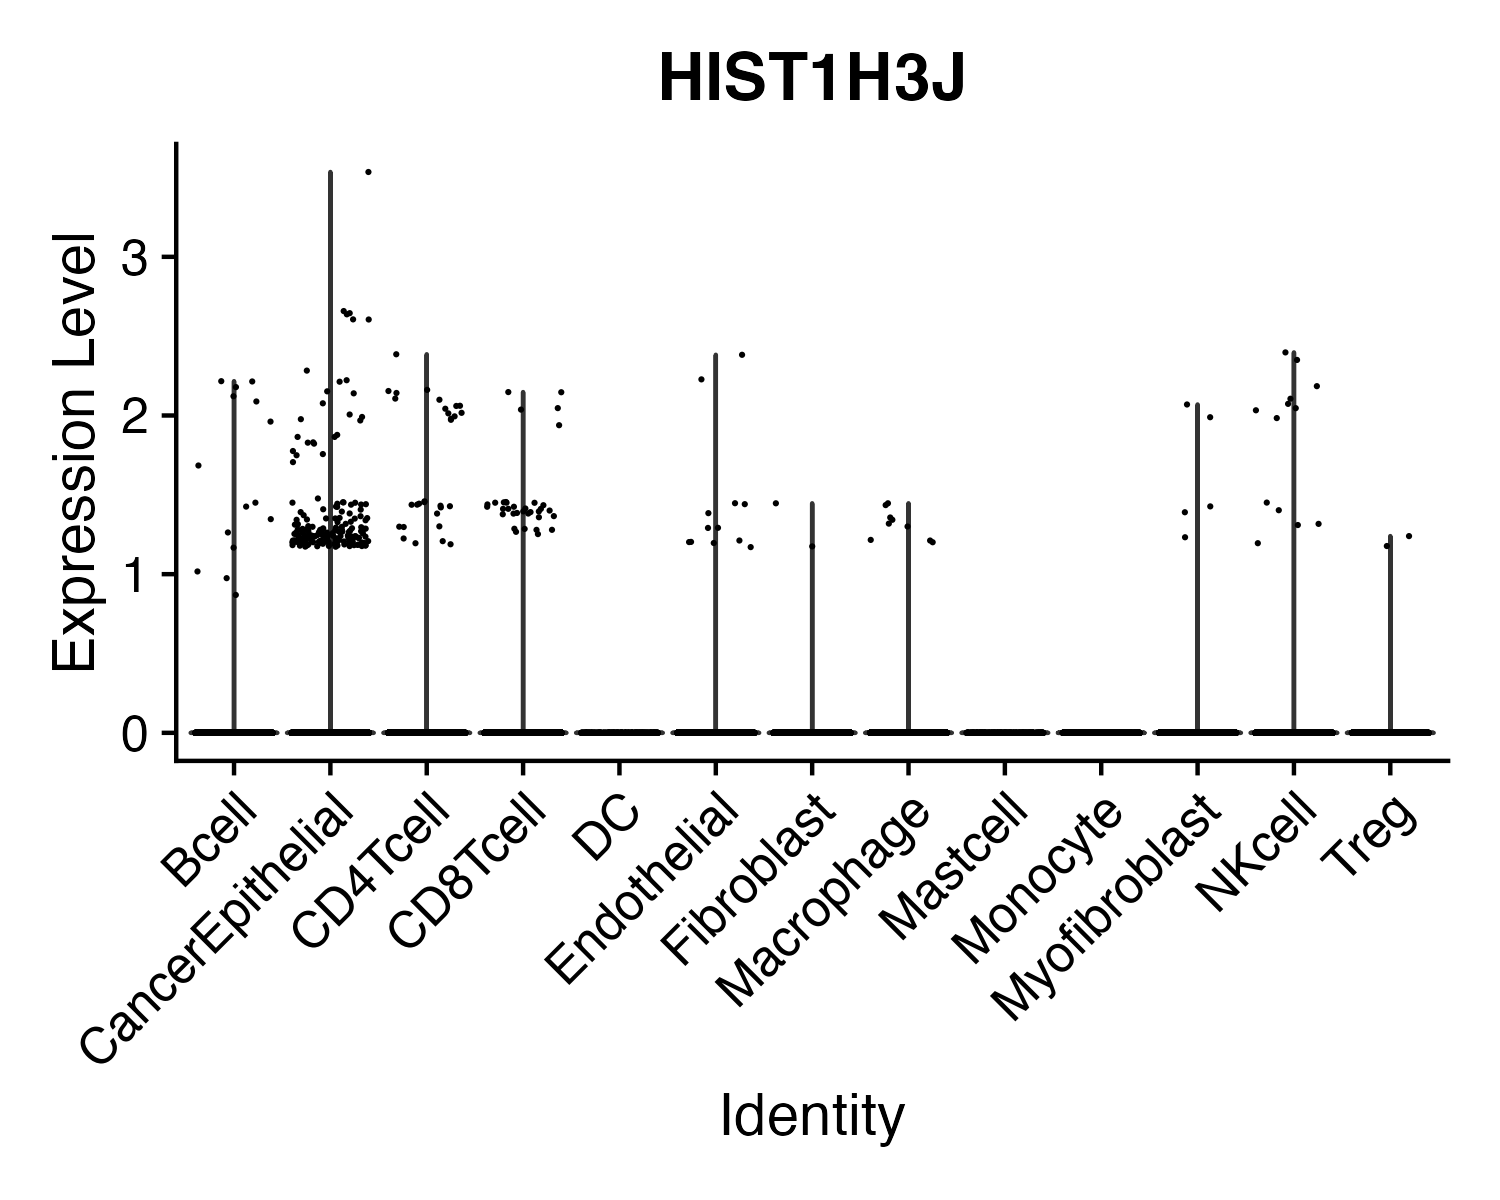 HIST1H3J
Expression Level
3
2
1
0
Bcell
CancerEpithelial
CD4Tcell
CD8Tcell
DC
Endothelial
Fibroblast
Macrophage
Mastcell
Monocyte
Myofibroblast
NKcell
Treg
Identity